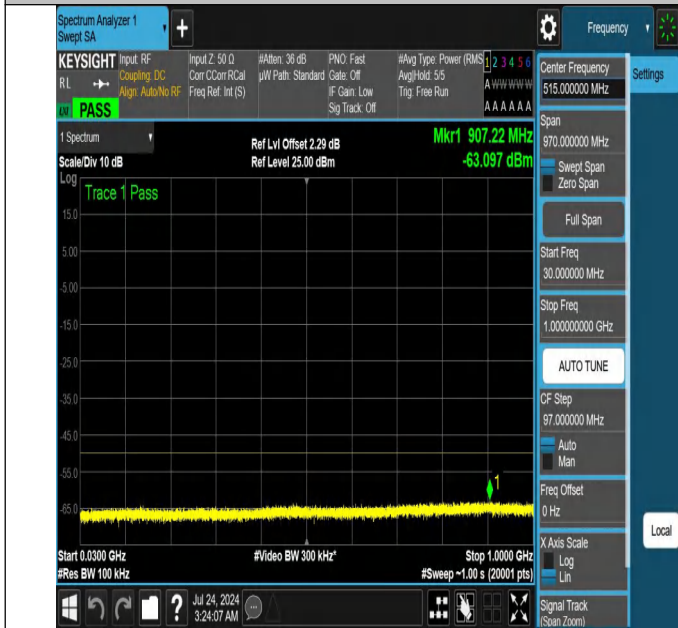 Spectrum Analyzer 1
Swept SA
+
Frequency
KEYSIGHT
RL
PASS
Input: RF
Coupling: DC
Align: Auto/No RF
Input Z: 50 Ω
Corr CCorr RCal
Freq Ref: Int (S)
#Atten: 36 dB
µW Path: Standard
PNO: Fast
Gate: Off
IF Gain: Low
Sig Track: Off
#Avg Type: Power (RMS
Avg|Hold: 5/5
Trig: Free Run
1 2 3 4 5 6
A W W W W W
A A A A A A
1 Spectrum
Scale/Div 10 dB
Log
Ref Lvl Offset 2.29 dB
Ref Level 25.00 dBm
Mkr1 907.22 MHz
-63.097 dBm
Trace 1 Pass
15.0
5.00
-5.00
-15.0
-25.0
-35.0
-45.0
-55.0
-65.0
1
Start 0.0300 GHz
#Res BW 100 kHz
#Video BW 300 kHz*
Stop 1.0000 GHz
#Sweep ~1.00 s (20001 pts)
?
Jul 24, 2024
3:24:07 AM
Center Frequency
515.000000 MHz
Settings
Span
970.000000 MHz
Swept Span
Zero Span
Full Span
Start Freq
30.000000 MHz
Stop Freq
1.000000000 GHz
AUTO TUNE
CF Step
97.000000 MHz
Auto
Man
Freq Offset
0 Hz
Local
X Axis Scale
Log
Lin
Signal Track
(Span Zoom)